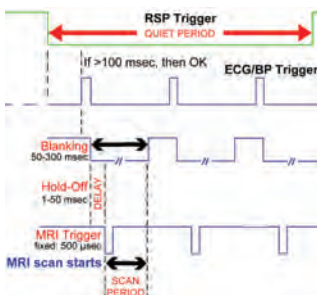 RSP Trigger
QUIET PERIOD
If >100 msec, then OK
ECG/BP Trigger
Blanking
50-300 msec
Hold-Off
1-50 msec
DELAY
MRI Trigger
fixed: 500 µsec
MRI scan starts
SCAN
PERIOD